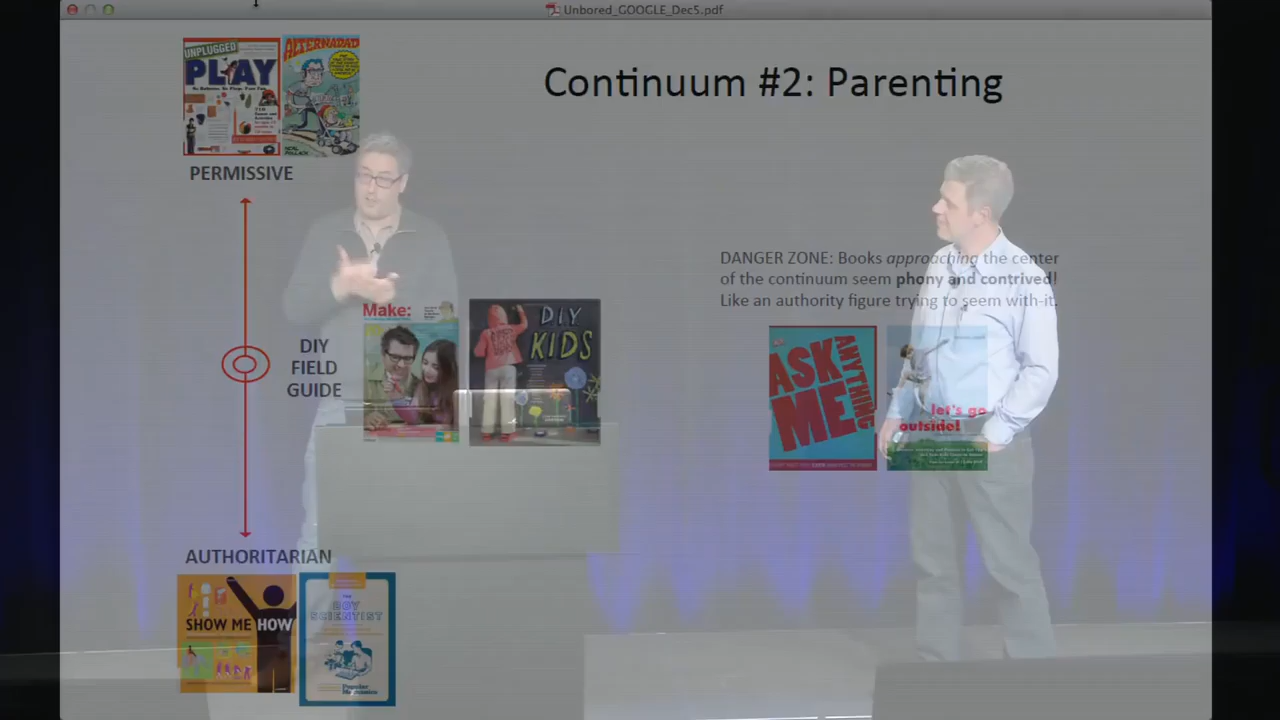 Unbored_GOOGLE_Dec5.pdf
UNPLUGGED
PLAY
ALTERNADAD
Continuum #2: Parenting
PERMISSIVE
DANGER ZONE: Books approaching the center
of the continuum seem phony and contrived!
Like an authority figure trying to seem with-it.
Make:
DIY
KIDS
DIY
FIELD
GUIDE
ASK
ANYTHING
ME
let's go
outside!
AUTHORITARIAN
SHOW ME HOW
THE
BOY
SCIENTIST
Popular
Mechanics